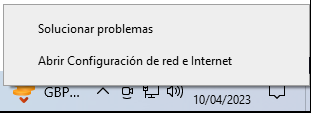 Solucionar problemas
Abrir Configuración de red e Internet
GBP...
10/04/2023